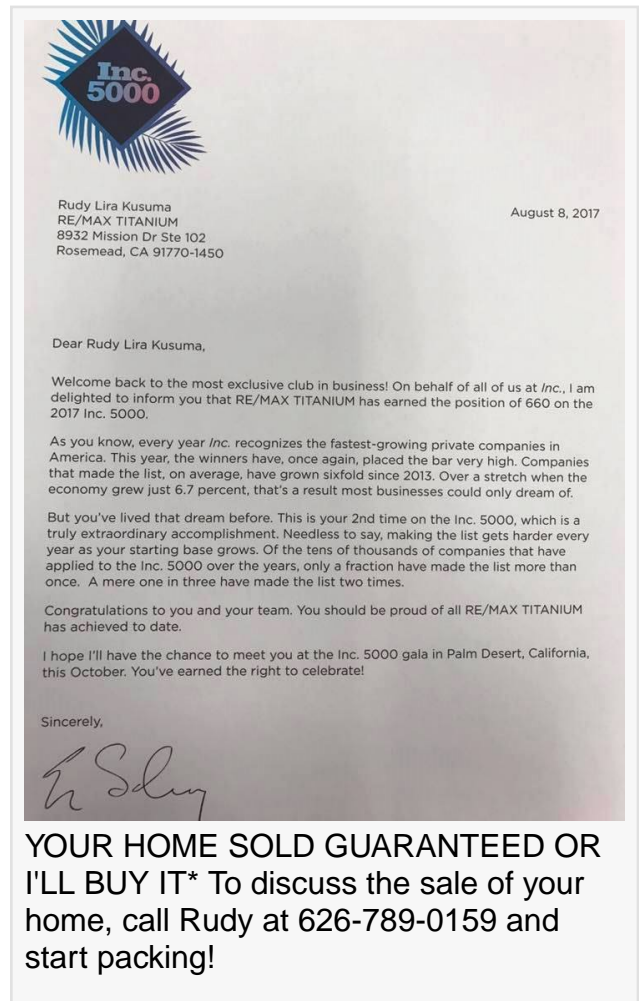 Inc.
5000
Rudy Lira Kusuma
RE/MAX TITANIUM
8932 Mission Dr Ste 102
Rosemead, CA 91770-1450
August 8, 2017
Dear Rudy Lira Kusuma,
Welcome back to the most exclusive club in business! On behalf of all of us at Inc., I am
delighted to inform you that RE/MAX TITANIUM has earned the position of 660 on the
2017 Inc. 5000.
As you know, every year Inc. recognizes the fastest-growing private companies in
America. This year, the winners have, once again, placed the bar very high. Companies
that made the list, on average, have grown sixfold since 2013. Over a stretch when the
economy grew just 6.7 percent, that's a result most businesses could only dream of.
But you've lived that dream before. This is your 2nd time on the Inc. 5000, which is a
truly extraordinary accomplishment. Needless to say, making the list gets harder every
year as your starting base grows. Of the tens of thousands of companies that have
applied to the Inc. 5000 over the years, only a fraction have made the list more than
once. A mere one in three have made the list two times.
Congratulations to you and your team. You should be proud of all RE/MAX TITANIUM
has achieved to date.
I hope I'll have the chance to meet you at the Inc. 5000 gala in Palm Desert, California,
this October. You've earned the right to celebrate!
Sincerely,
YOUR HOME SOLD GUARANTEED OR
I'LL BUY IT* To discuss the sale of your
home, call Rudy at 626-789-0159 and
start packing!